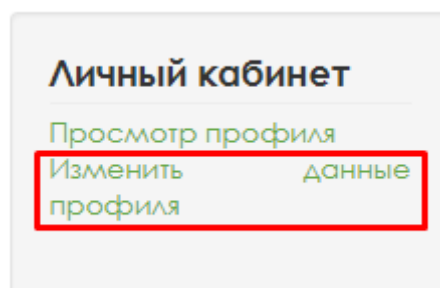 Личный кабинет
Просмотр профиля
Изменить данные
профиля